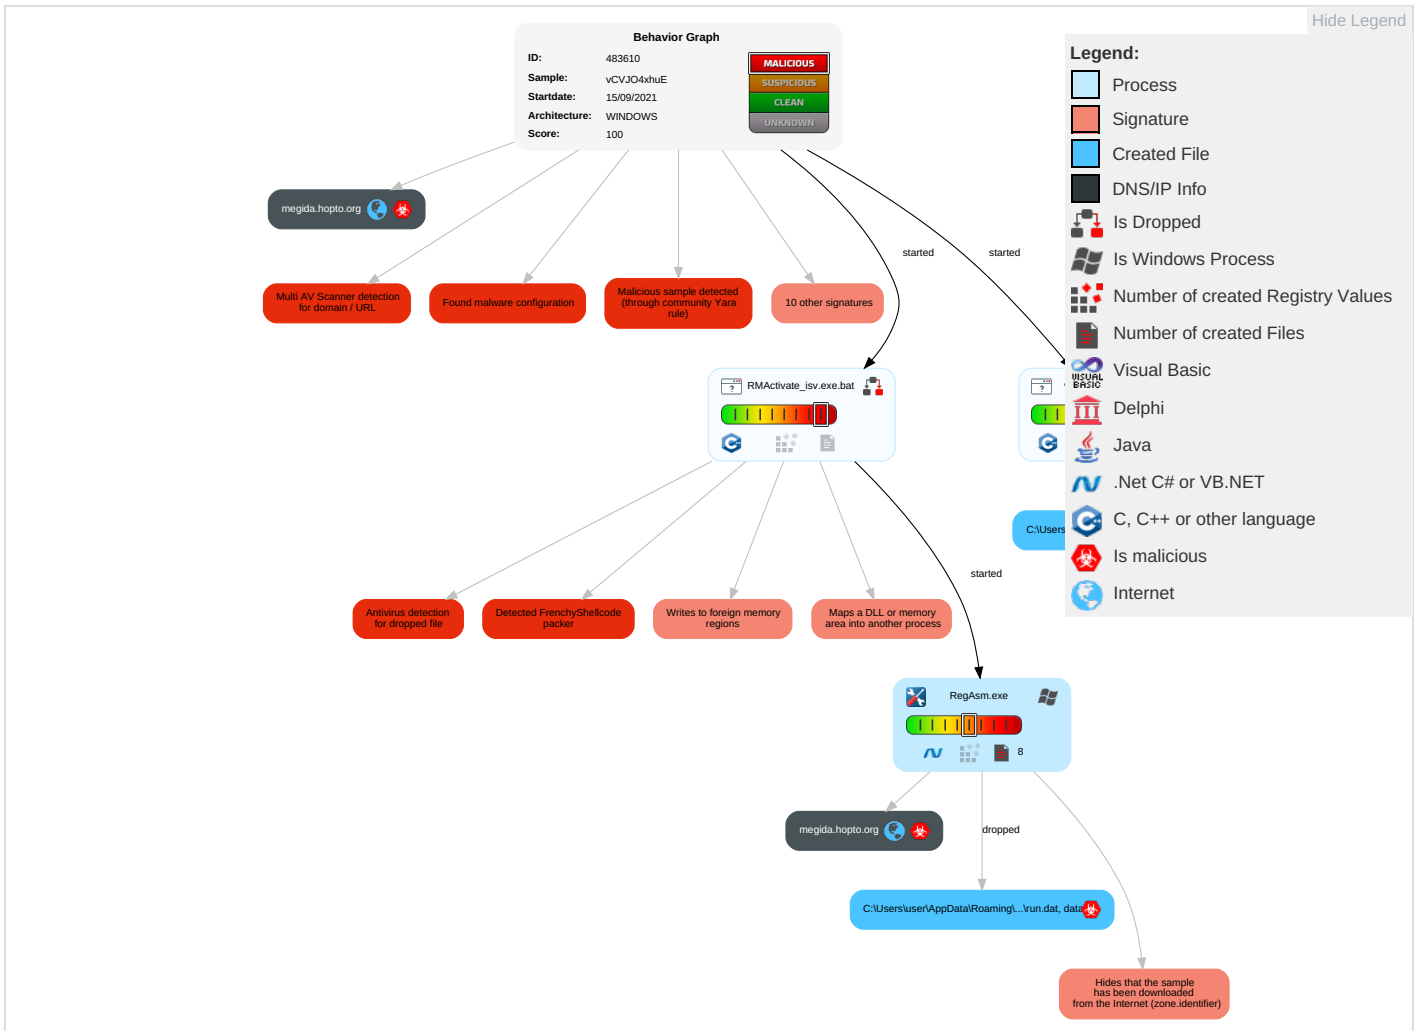 Hide Legend
Behavior Graph
ID: 483610
Sample: vCVJO4xhuE
Startdate: 15/09/2021
Architecture: WINDOWS
Score: 100
MALICIOUS
SUSPICIOUS
CLEAN
UNKNOWN
Legend:
Process
Signature
Created File
DNS/IP Info
Is Dropped
Is Windows Process
Number of created Registry Values
Number of created Files
VISUAL
BASIC
Visual Basic
Delphi
Java
.Net C# or VB.NET
C, C++ or other language
Is malicious
Internet
megida.hopto.org
started
started
Multi AV Scanner detection
for domain / URL
Found malware configuration
Malicious sample detected
(through community Yara
rule)
10 other signatures
RMActivate_isv.exe.bat
C:\Users
started
Antivirus detection
for dropped file
Detected FrenchyShellcode
packer
Writes to foreign memory
regions
Maps a DLL or memory
area into another process
RegAsm.exe
8
megida.hopto.org
dropped
C:\Users\user\AppData\Roaming\...\run.dat, data
Hides that the sample
has been downloaded
from the Internet (zone.identifier)